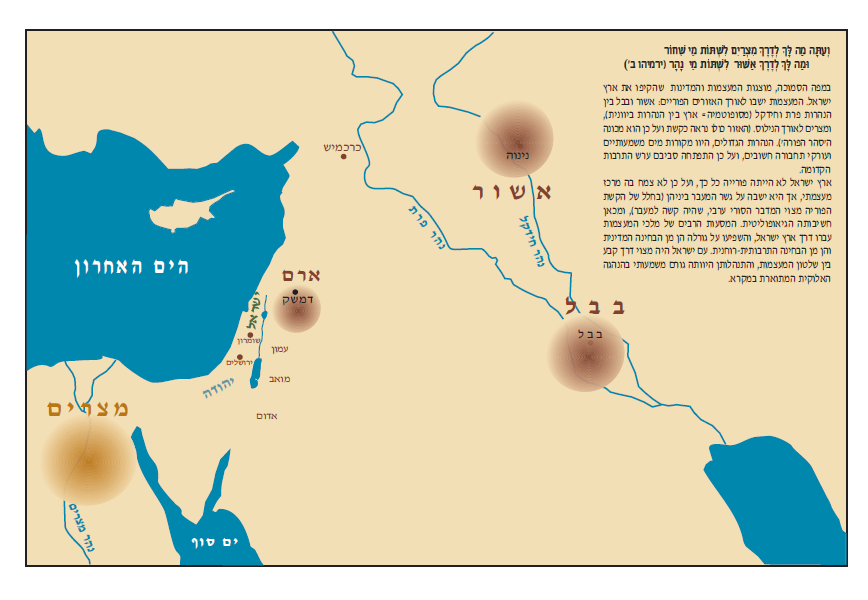 וְעַתָּה מַה לָּךְ לְדֶרֶךְ מִצְרַיִם לִשְׁתּוֹת מֵי שִׁחוֹר
וּמַה לָּךְ לְדֶרֶךְ אַשּׁוּר לִשְׁתּוֹת מֵי נָהָר (ירמיהו ב')
במפה הסמוכה, מוצגות המעצמות והמדינות שהקיפו את ארץ
ישראל. המעצמות ישבו לאורך האזורים הפוריים: אשור ובבל בין
הנהרות פרת וחידקל (מסופוטמיה= ארץ בין הנהרות ביוונית),
ומצרים לאורך הנילוס. (האזור כולו נראה כקשת ועל כן הוא מכונה
היסהר הפורה'). הנהרות הגדולים, היוו מקורות מים משמעותיים
ועורקי תחבורה חשובים, ועל כן התפתחה סביבם ערש התרבות
הקדומה.
ארץ ישראל לא הייתה פורייה כל כך, ועל כן לא צמח בה מרכז
מעצמתי, אך היא ישבה על גשר המעבר ביניהן (בחלל של הקשת
הפוריה מצוי המדבר הסורי ערבי, שהיה קשה למעבר), ומכאן
חשיבותה הגיאופוליטית. המסעות הרבים של מלכי המעצמות
עברו דרך ארץ ישראל, והשפיעו על גורלה הן מן הבחינה המדינית
והן מן הבחינה התרבותית-רוחנית. עם ישראל היה מצוי דרך קבע
בין שלטון המעצמות, והתנהלותן היוותה גורם משמעותי בהנהגה
האלוקית המתוארת במקרא.
כרכמיש
נינוה
אשור
נהר פרת
נהר חידקל
הים האחרון
ארם
דמשק
בבל
בבל
ישראל
שומרון
ירושלים
עמון
מואב
יהודה
אדום
מצרים
נהר מצרים
ים סוף